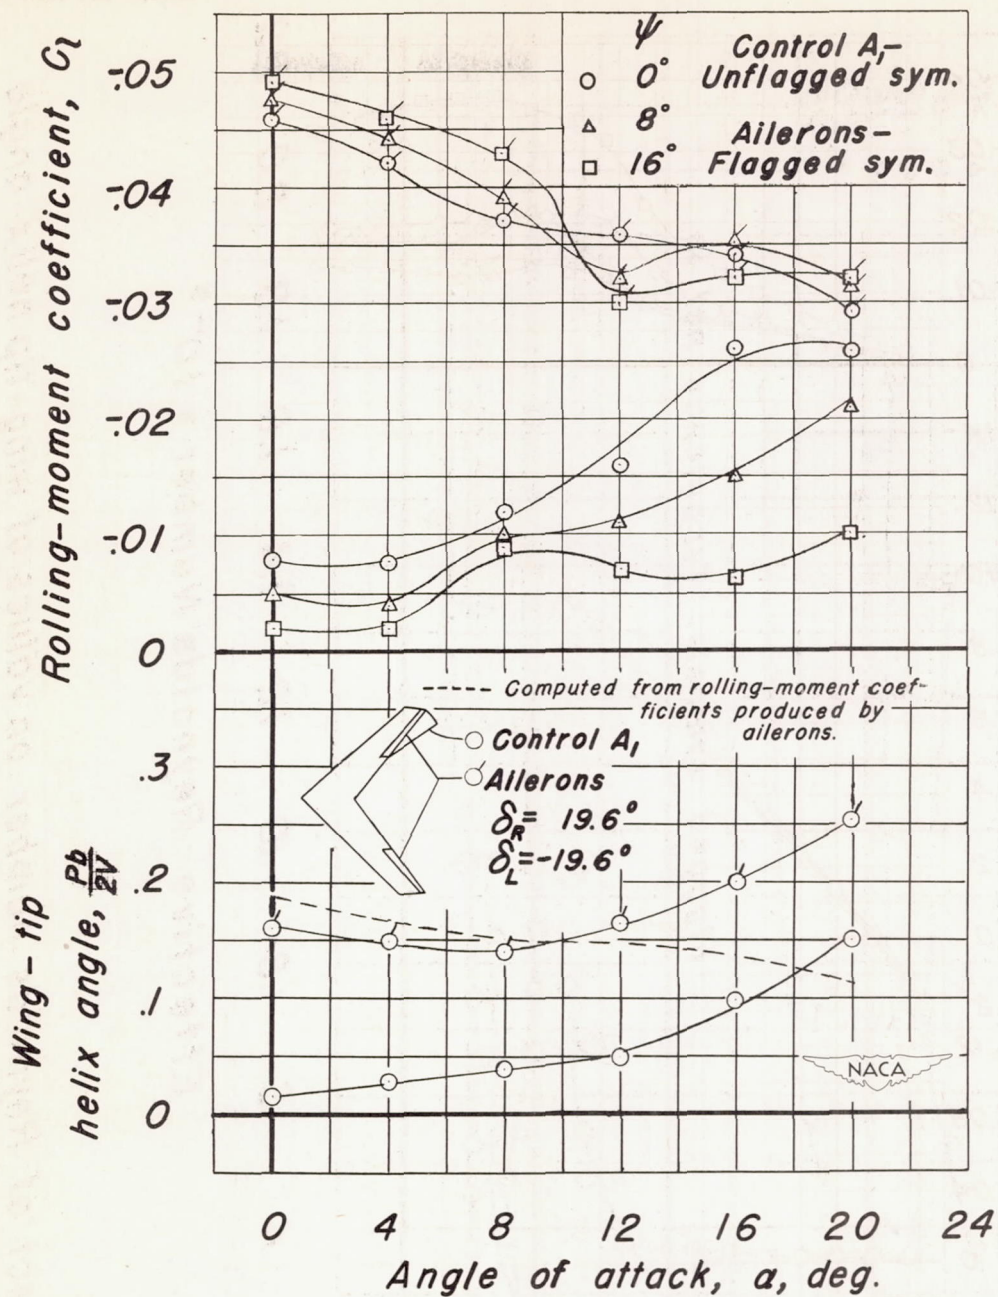 Rolling-moment coefficient, Cl
-.05
-.04
-.03
-.02
-.01
0
ψ
0°
8°
16°
Control A1-
Unflagged sym.
Ailerons-
Flagged sym.
Computed from rolling-moment coef-
ficients produced by
ailerons.
Control A1
Ailerons
δR= 19.6°
δL=-19.6°
Wing-tip
helix angle, Pb/2V
.3
.2
.1
0
NACA
0 4 8 12 16 20 24
Angle of attack, α, deg.